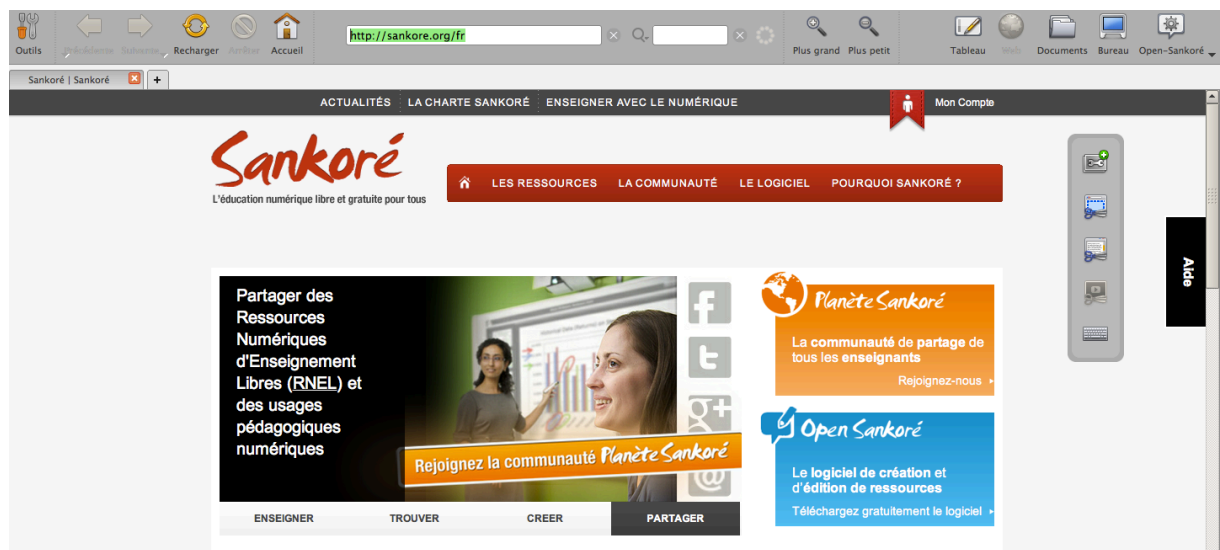 http://sankore.org/fr
Outils Précédente Suivante Recharger Arrêter Accueil Plus grand Plus petit Tableau Web Documents Bureau Open-Sankoré
Sankoré | Sankoré
ACTUALITÉS LA CHARTE SANKORÉ ENSEIGNER AVEC LE NUMÉRIQUE Mon Compte
Sankoré
L'éducation numérique libre et gratuite pour tous
LES RESSOURCES LA COMMUNAUTÉ LE LOGICIEL POURQUOI SANKORÉ ?
Aide
Partager des
Ressources
Numériques
d'Enseignement
Libres (RNEL) et
des usages
pédagogiques
numériques
Rejoignez la communauté Planète Sankoré
ENSEIGNER TROUVER CREER PARTAGER
Planète Sankoré
La communauté de partage de
tous les enseignants
Rejoignez-nous
Open Sankoré
Le logiciel de création et
d'édition de ressources
Téléchargez gratuitement le logiciel